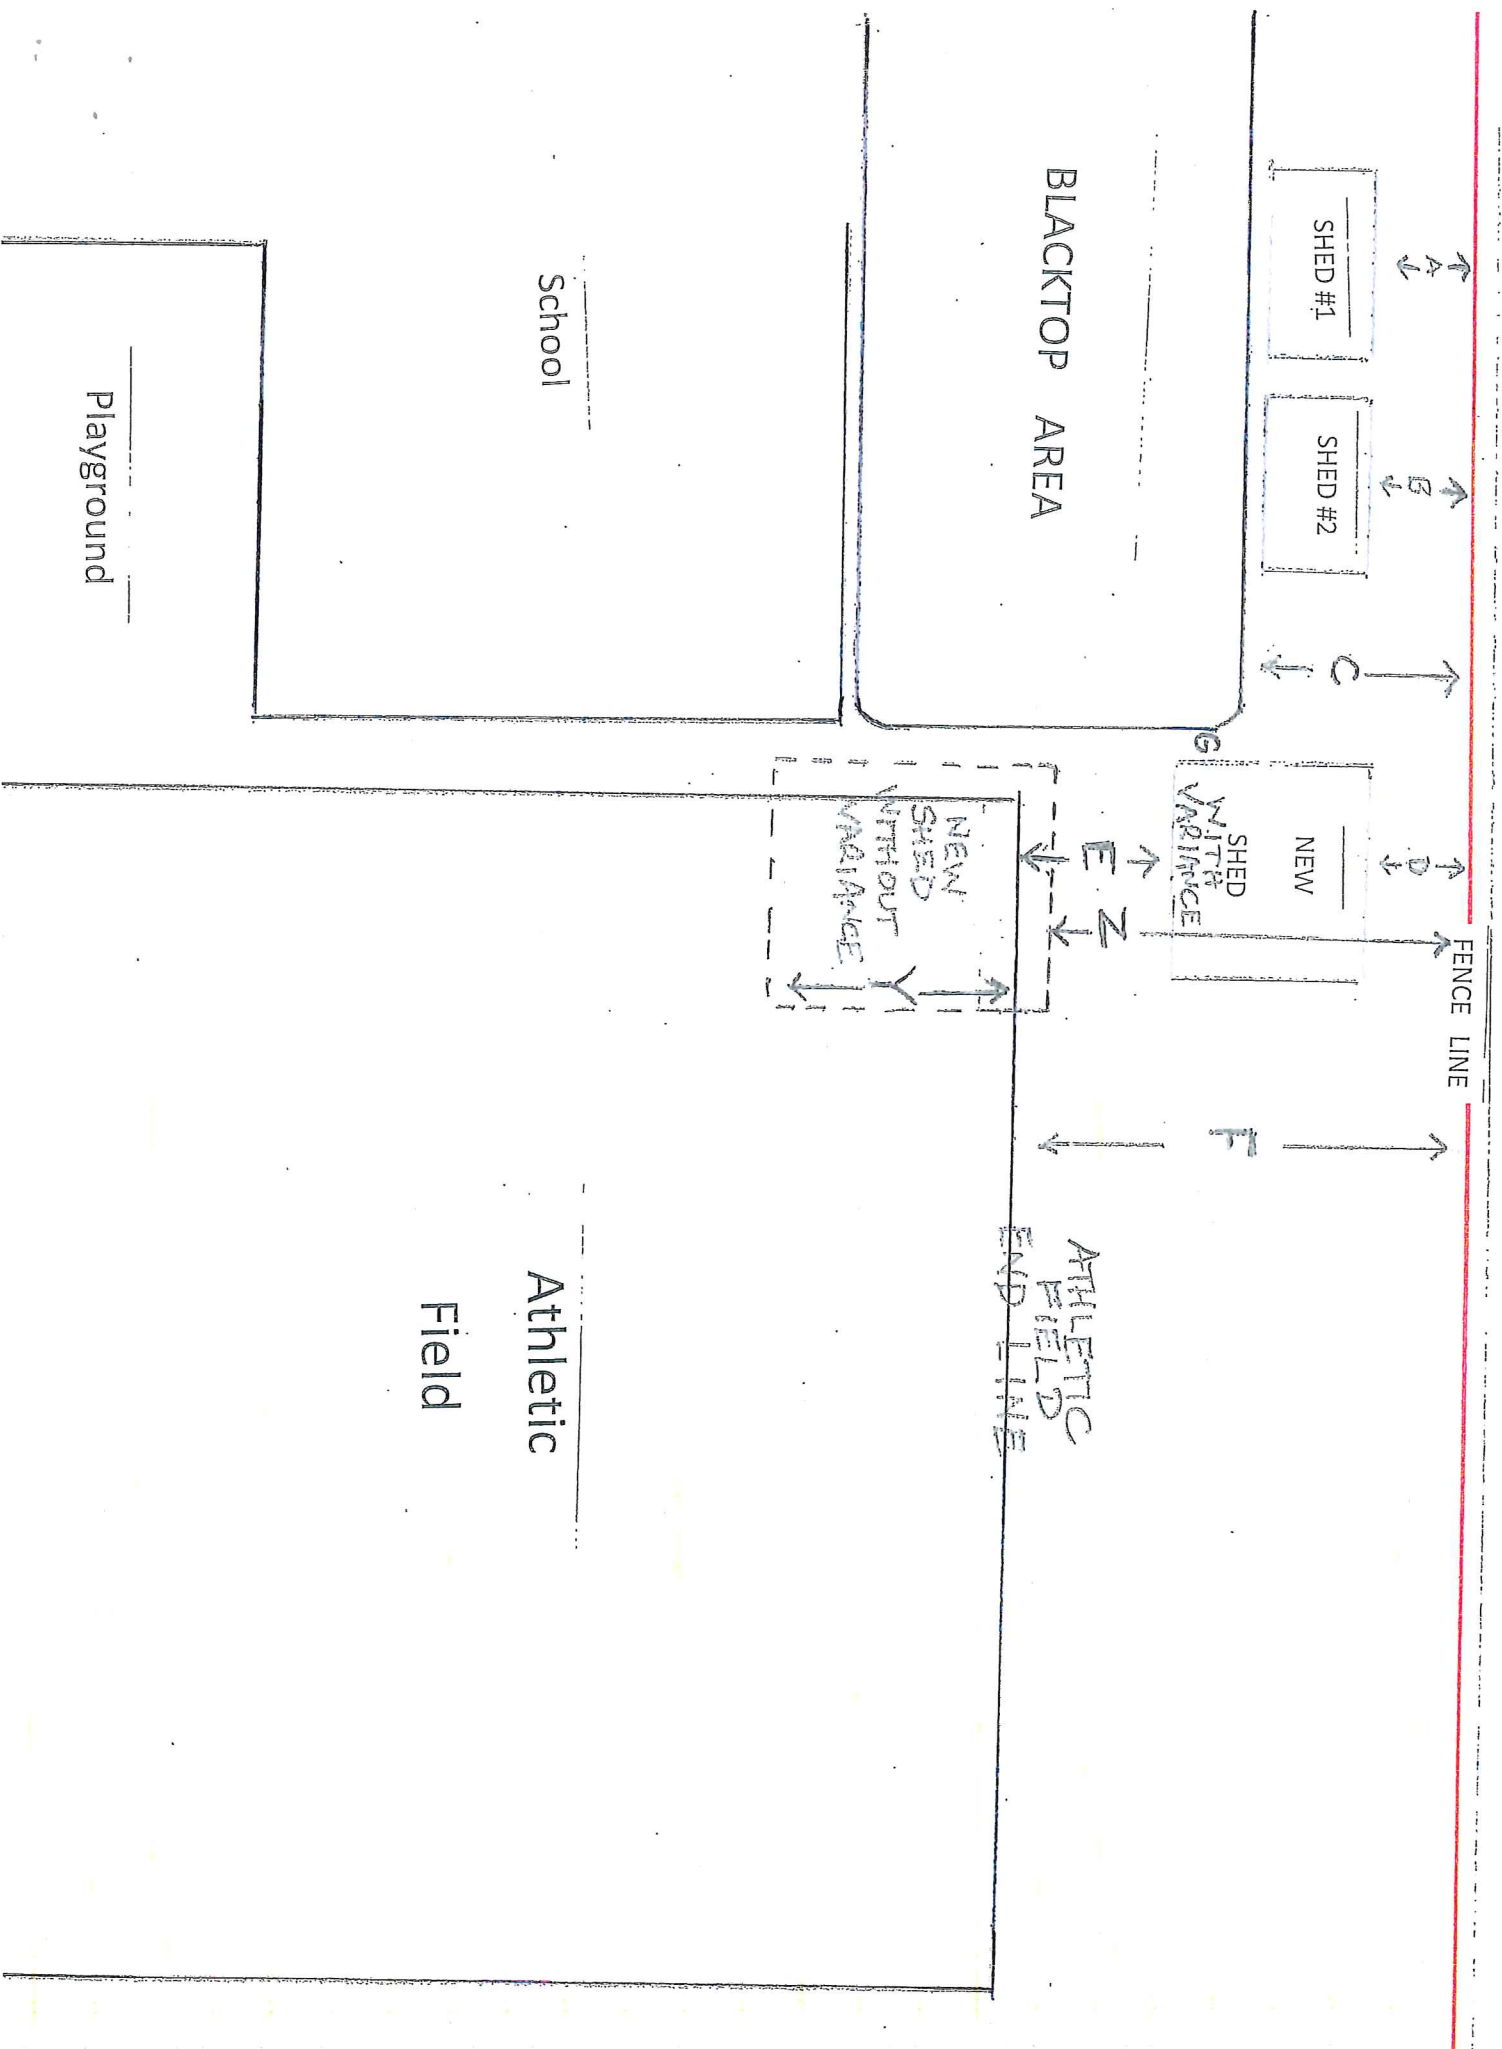 FENCE LINE
A
B
D
SHED #1
SHED #2
C
NEW
SHED
WITH
VARIANCE
G
F
BLACKTOP AREA
E
Z
ATHLETIC
FIELD
END LINE
NEW
SHED
WITHOUT
VARIANCE
Y
School
Athletic
Field
Playground